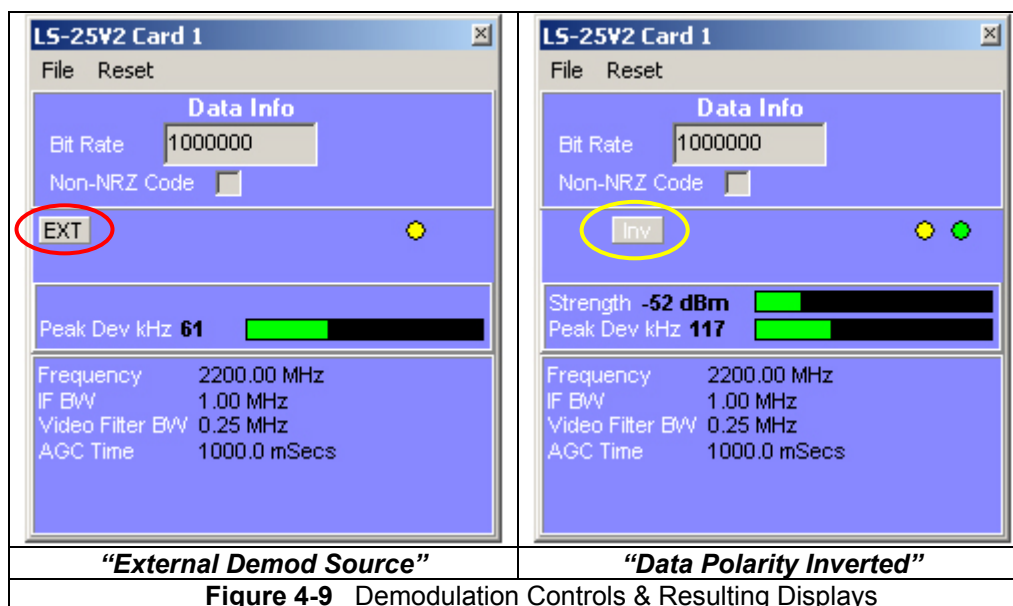 LS-25V2 Card 1
File Reset
Data Info
Bit Rate 1000000
Non-NRZ Code
EXT
Peak Dev kHz 61
Frequency 2200.00 MHz
IF BW 1.00 MHz
Video Filter BW 0.25 MHz
AGC Time 1000.0 mSecs
"External Demod Source"
LS-25V2 Card 1
File Reset
Data Info
Bit Rate 1000000
Non-NRZ Code
Inv
Strength -52 dBm
Peak Dev kHz 117
Frequency 2200.00 MHz
IF BW 1.00 MHz
Video Filter BW 0.25 MHz
AGC Time 1000.0 mSecs
"Data Polarity Inverted"
Figure 4-9 Demodulation Controls & Resulting Displays